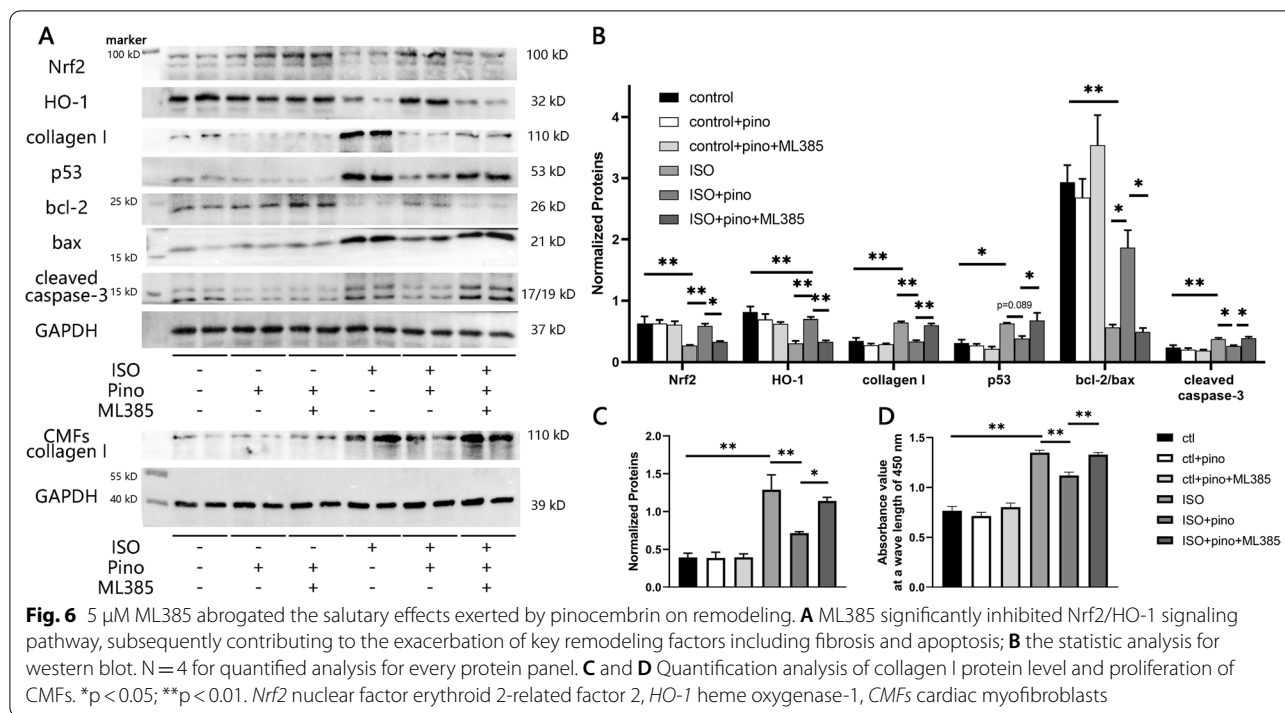 A
marker
100 kD
Nrf2
100 kD
HO-1
32 kD
collagen I
110 kD
p53
53 kD
25 kD
bcl-2
26 kD
bax
21 kD
15 kD
cleaved
caspase-3
15 kD
17/19 kD
GAPDH
37 kD
ISO - - - + + +
Pino - + + - + +
ML385 - - + - - +
CMFs
collagen I
110 kD
55 kD
GAPDH
40 kD
39 kD
ISO - - - + + +
Pino - + + - + +
ML385 - - + - - +
B
Normalized Proteins
4
3
2
1
0
control
control+pino
control+pino+ML385
ISO
ISO+pino
ISO+pino+ML385
**
**
*
**
**
**
**
**
**
*
p=0.089
*
**
*
*
**
*
*
Nrf2
HO-1
collagen I
p53
bcl-2/bax
cleaved
caspase-3
C
Normalized Proteins
2.0
1.5
1.0
0.5
0.0
**
**
*
D
Absorbance value
at a wave length of 450 nm
1.5
1.0
0.5
0.0
**
**
**
ctl
ctl+pino
ctl+pino+ML385
ISO
ISO+pino
ISO+pino+ML385
Fig. 6 5 µM ML385 abrogated the salutary effects exerted by pinocembrin on remodeling. A ML385 significantly inhibited Nrf2/HO-1 signaling
pathway, subsequently contributing to the exacerbation of key remodeling factors including fibrosis and apoptosis; B the statistic analysis for
western blot. N = 4 for quantified analysis for every protein panel. C and D Quantification analysis of collagen I protein level and proliferation of
CMFs. *p < 0.05; **p < 0.01. Nrf2 nuclear factor erythroid 2-related factor 2, HO-1 heme oxygenase-1, CMFs cardiac myofibroblasts